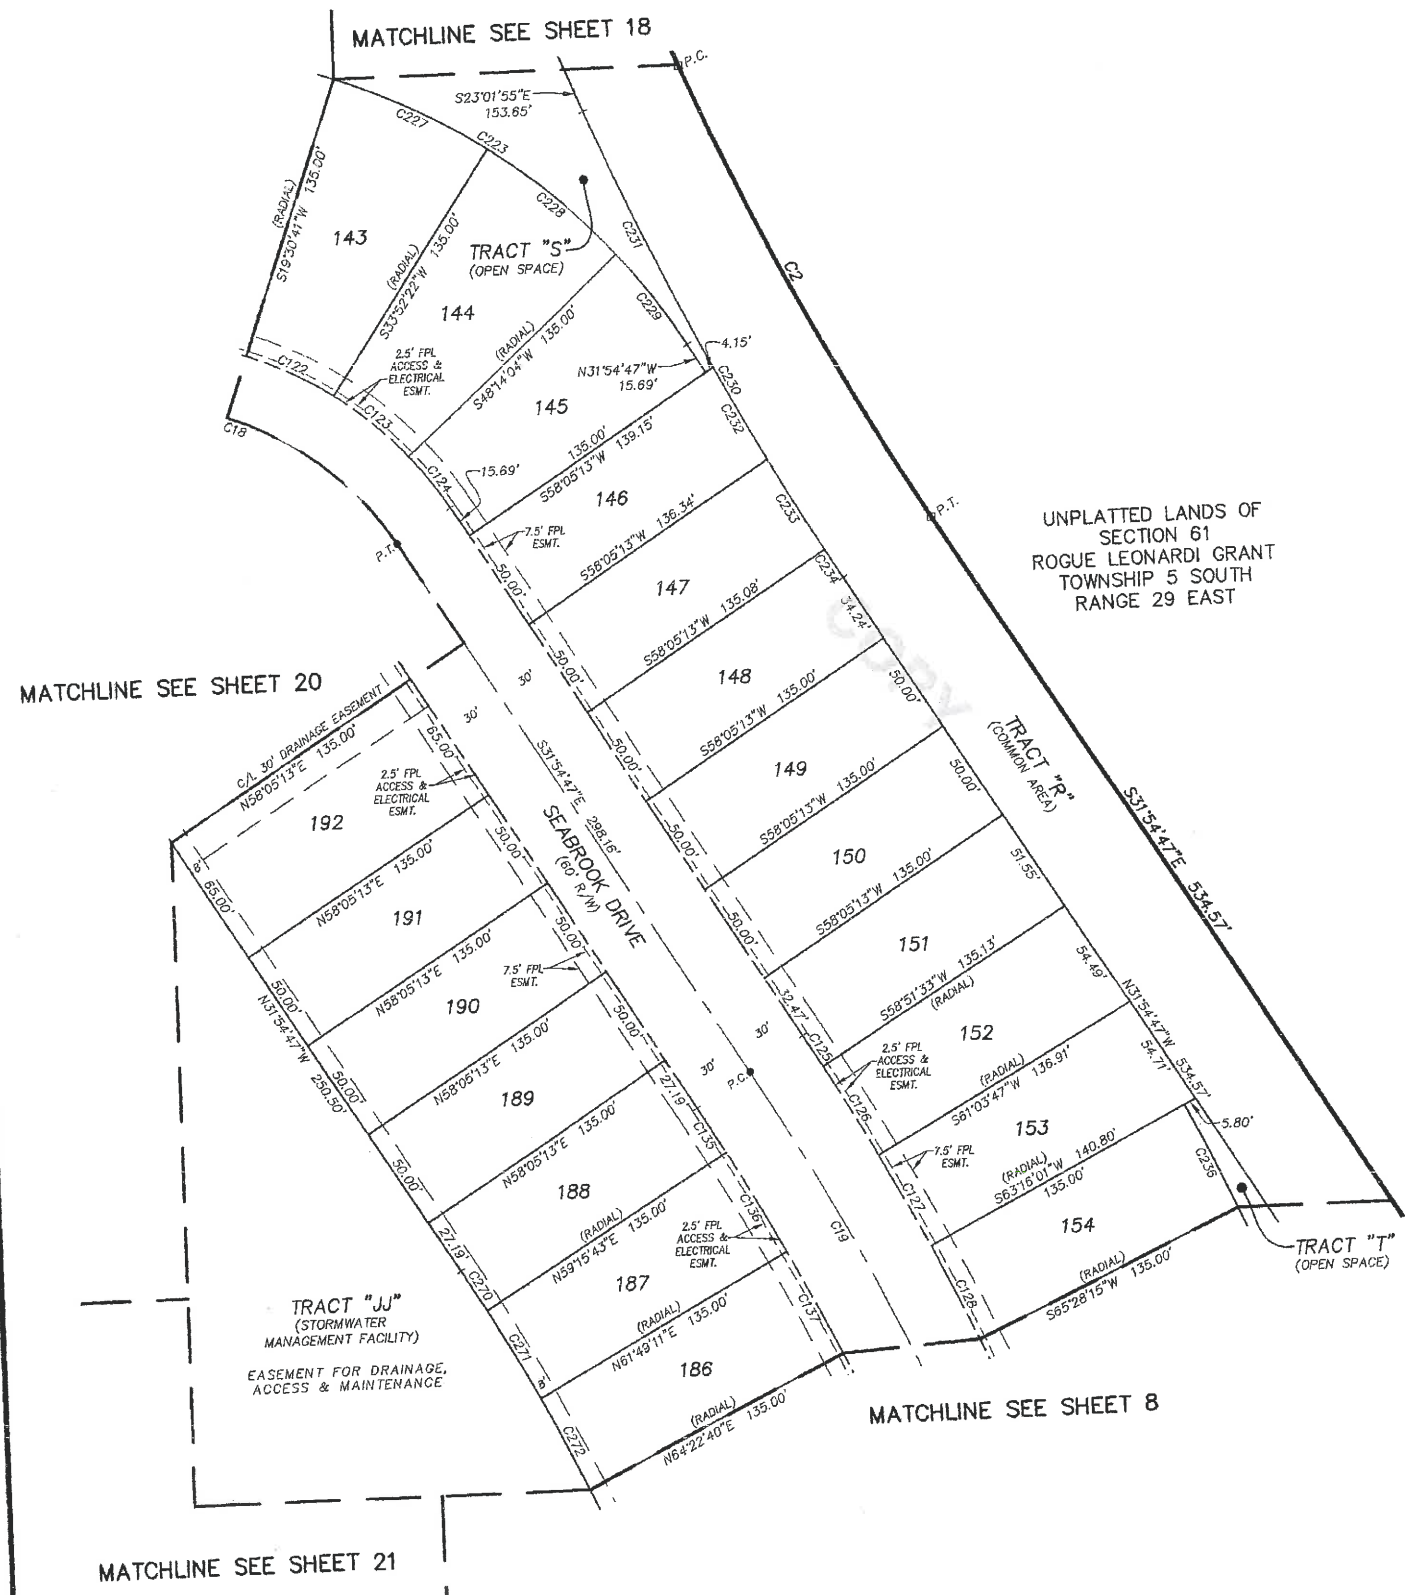 MATCHLINE SEE SHEET 18
P.C.
S23°01'55"E
153.65'
C227
C223
C228
C231
C2
(RADIAL)
S19°30'41"W 135.00'
143
(RADIAL)
S33°52'22"W 135.00'
TRACT "S"
(OPEN SPACE)
144
C229
(RADIAL)
S48°14'04"W 135.00'
4.15'
N31°54'47"W
15.69'
C230
C232
2.5' FPL
ACCESS &
ELECTRICAL
ESMT.
C122
C123
C18
145
135.00'
S58°05'13"W 139.15'
C124
15.69'
146
S58°05'13"W 136.34'
C233
P.T.
7.5' FPL
ESMT.
P.T.
50.00'
147
C234
34.24'
S58°05'13"W 135.08'
UNPLATTED LANDS OF
SECTION 61
ROGUE LEONARDI GRANT
TOWNSHIP 5 SOUTH
RANGE 29 EAST
COPY
MATCHLINE SEE SHEET 20
30'
30'
50.00'
148
S58°05'13"W 135.00'
50.00'
C/L 30' DRAINAGE EASEMENT
N58°05'13"E 135.00'
65.00'
2.5' FPL
ACCESS &
ELECTRICAL
ESMT.
S31°54'47"E 298.16'
50.00'
149
S58°05'13"W 135.00'
50.00'
TRACT "R"
(COMMON AREA)
S31°54'47"E 534.57'
192
8'
65.00'
N58°05'13"E 135.00'
50.00'
SEABROOK DRIVE
(60' R/W)
50.00'
150
S58°05'13"W 135.00'
51.55'
191
N58°05'13"E 135.00'
50.00'
7.5' FPL
ESMT.
50.00'
151
S58°51'33"W 135.13'
(RADIAL)
54.49'
N31°54'47"W 534.57'
50.00'
N31°54'47"W 250.50'
190
N58°05'13"E 135.00'
50.00'
32.47'
C125
30'
30'
P.C.
2.5' FPL
ACCESS &
ELECTRICAL
ESMT.
152
(RADIAL)
S61°03'47"W 136.91'
54.71'
50.00'
189
N58°05'13"E 135.00'
27.19'
C135
C126
7.5' FPL
ESMT.
153
5.80'
(RADIAL)
S63°16'01"W 140.80'
135.00'
C236
50.00'
188
(RADIAL)
N59°15'43"E 135.00'
C136
2.5' FPL
ACCESS &
ELECTRICAL
ESMT.
C19
C127
154
TRACT "T"
(OPEN SPACE)
(RADIAL)
S65°28'15"W 135.00'
27.19'
C270
187
(RADIAL)
N61°49'11"E 135.00'
C137
C128
TRACT "JJ"
(STORMWATER
MANAGEMENT FACILITY)
EASEMENT FOR DRAINAGE,
ACCESS & MAINTENANCE
C271
8'
186
(RADIAL)
N64°22'40"E 135.00'
C272
MATCHLINE SEE SHEET 8
MATCHLINE SEE SHEET 21